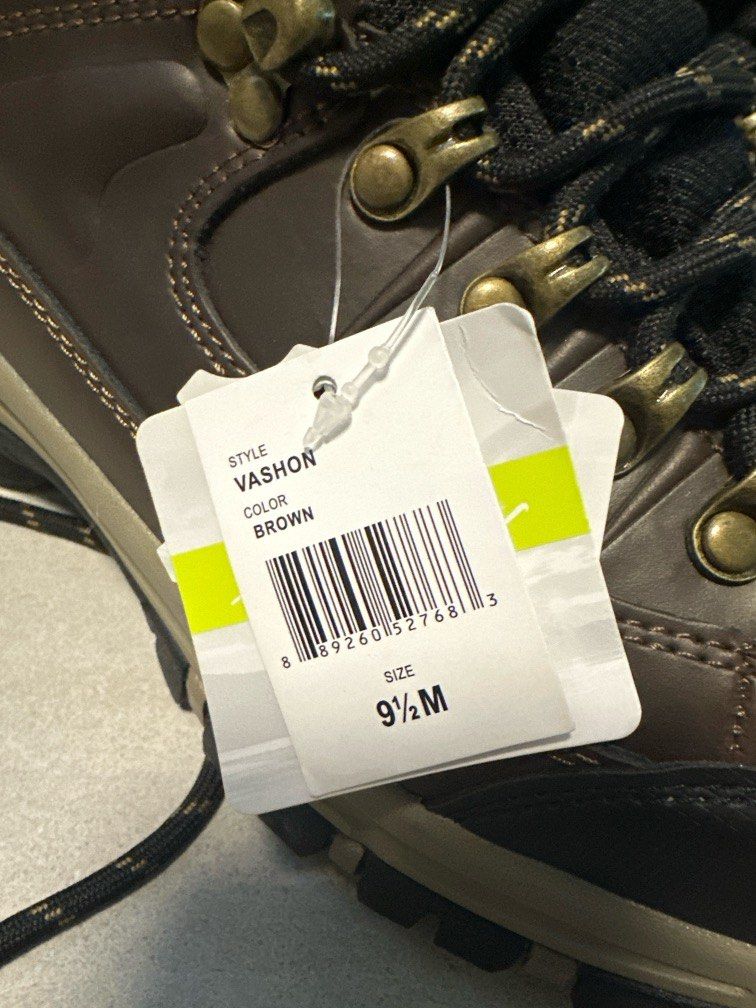 STYLE
VASHON
COLOR
BROWN
8 89260 52768 3
SIZE
9½M